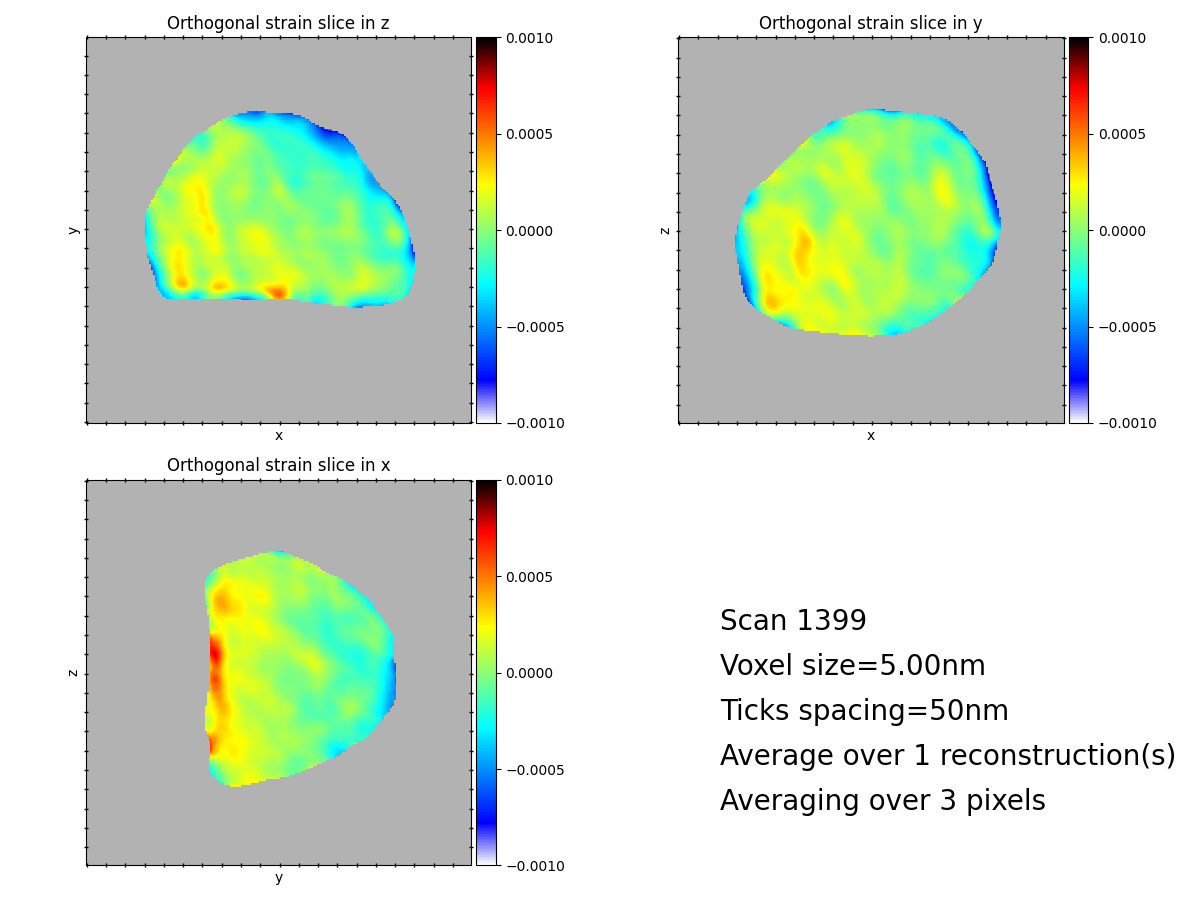 Orthogonal strain slice in z
0.0010
0.0005
0.0000
−0.0005
−0.0010
y
x
Orthogonal strain slice in y
0.0010
0.0005
0.0000
−0.0005
−0.0010
z
x
Orthogonal strain slice in x
0.0010
0.0005
0.0000
−0.0005
−0.0010
z
y
Scan 1399
Voxel size=5.00nm
Ticks spacing=50nm
Average over 1 reconstruction(s)
Averaging over 3 pixels